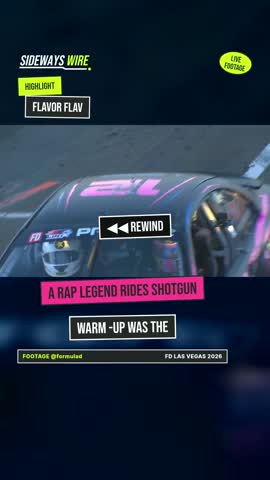 SIDEWAYS WIRE.
LIVE
FOOTAGE
HIGHLIGHT
FLAVOR FLAV
FD
REWIND
A RAP LEGEND RIDES SHOTGUN
WARM -UP WAS THE
FOOTAGE @formulad
FD LAS VEGAS 2026